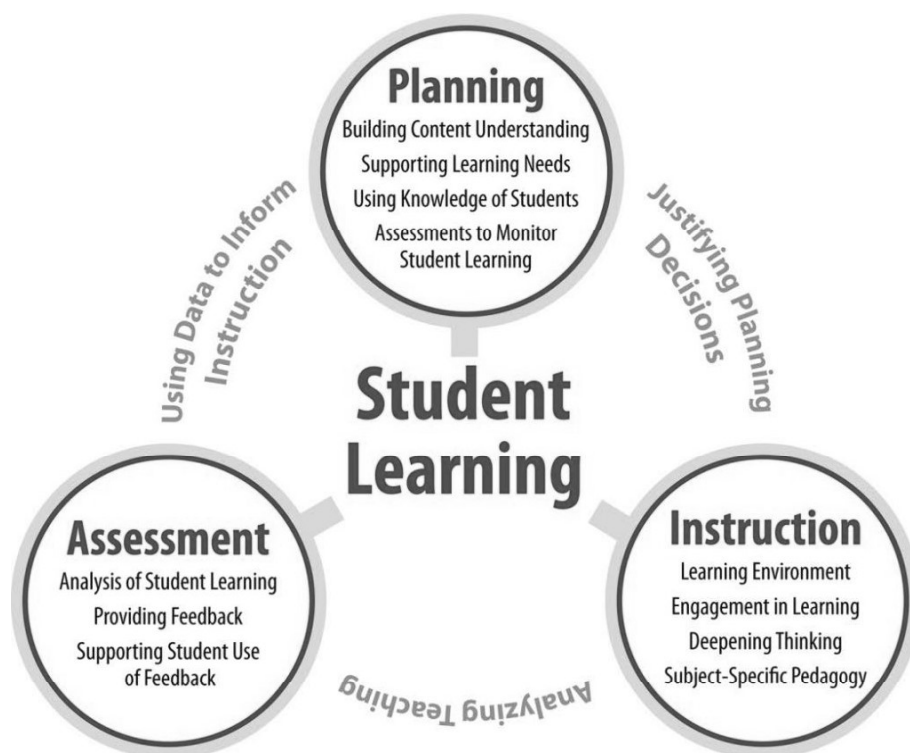 Planning
Building Content Understanding
Supporting Learning Needs
Using Knowledge of Students
Assessments to Monitor
Student Learning
Using Data to Inform
Instruction
Justifying Planning
Decisions
Student
Learning
Assessment
Analysis of Student Learning
Providing Feedback
Supporting Student Use
of Feedback
Instruction
Learning Environment
Engagement in Learning
Deepening Thinking
Subject-Specific Pedagogy
Analyzing Teaching